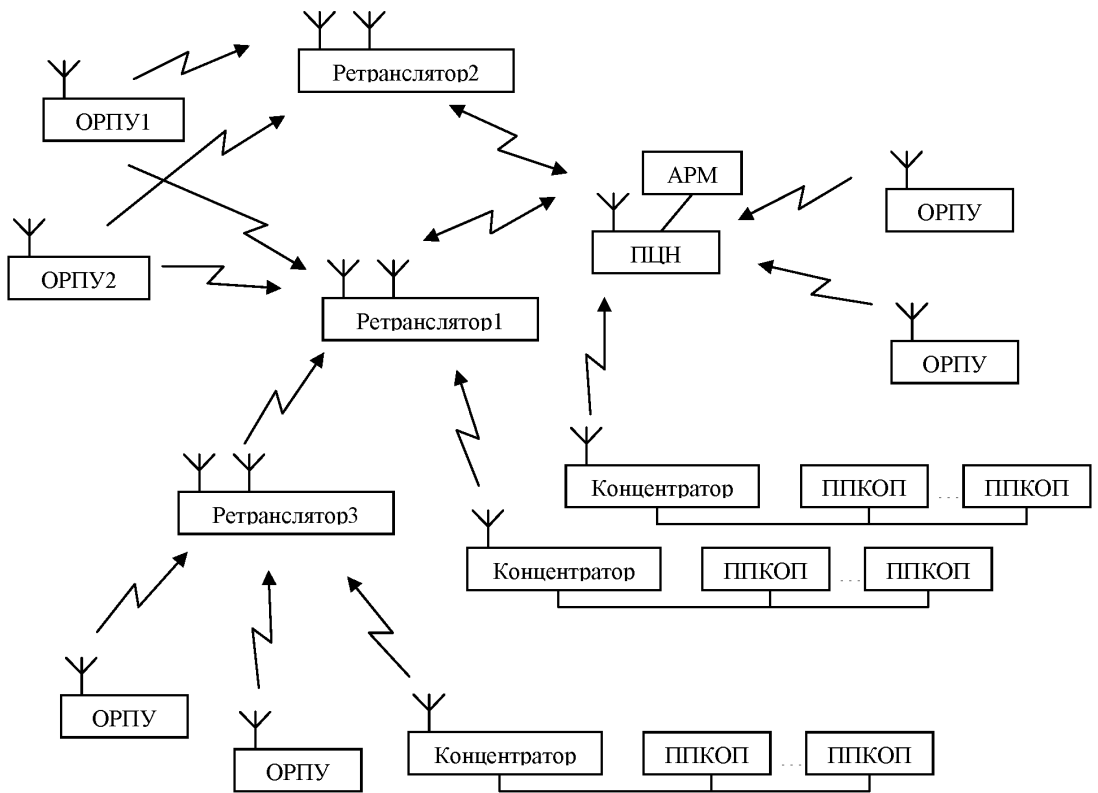 Ретранслятор2
ОРПУ1
АРМ
ОРПУ
ПЦН
ОРПУ2
Ретранслятор1
ОРПУ
Концентратор ППКОП ... ППКОП
Ретранслятор3
Концентратор ППКОП ... ППКОП
ОРПУ
Концентратор ППКОП ... ППКОП
ОРПУ